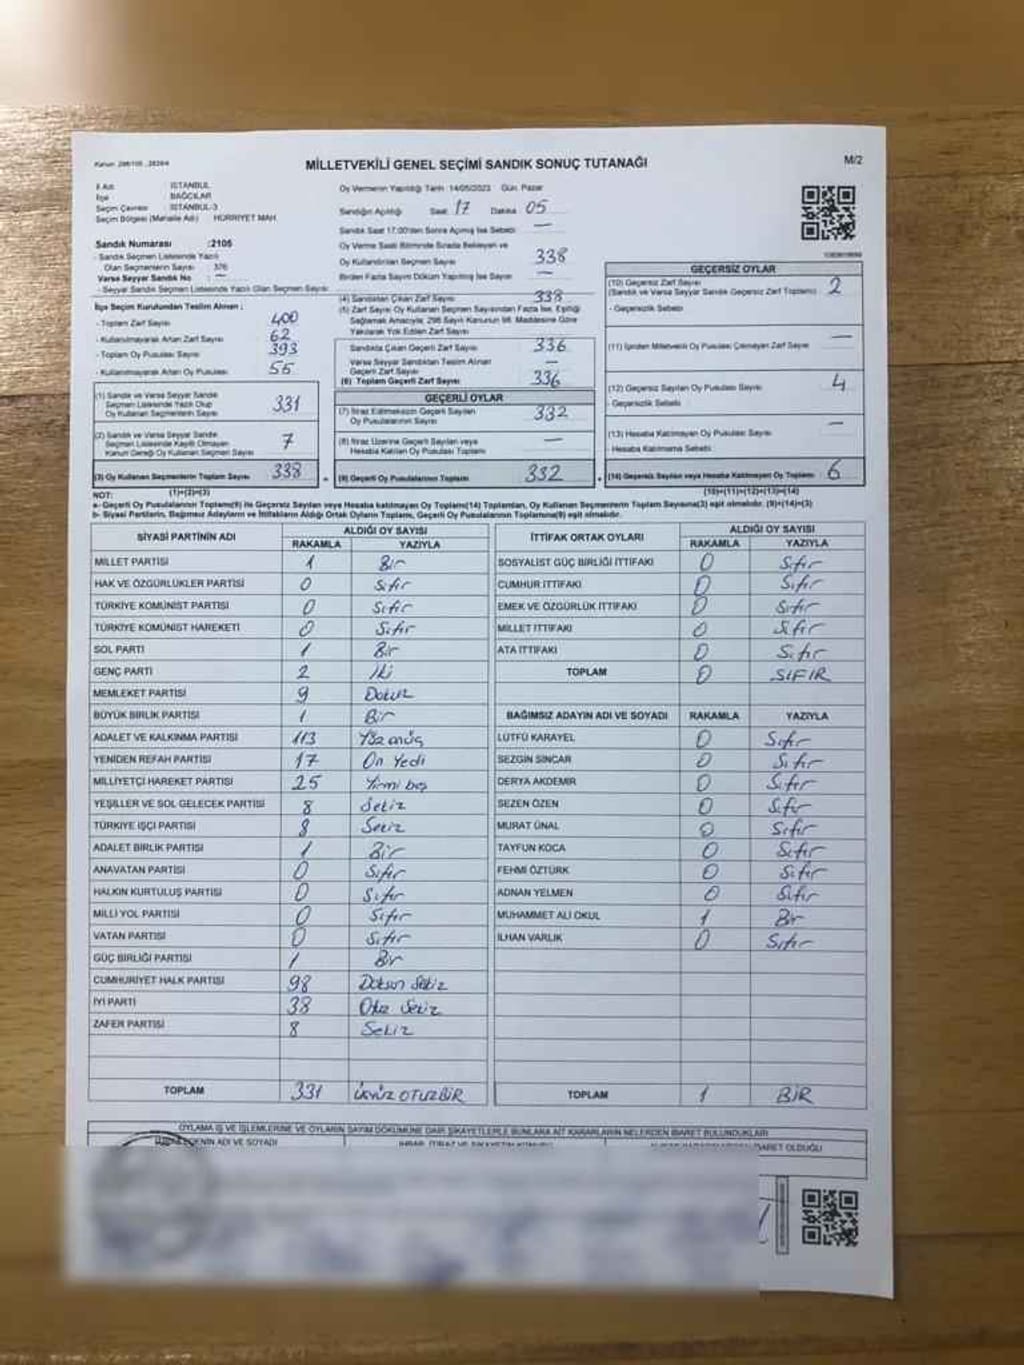 Kanun: 298/105
MİLLETVEKİLİ GENEL SEÇİMİ SANDIK SONUÇ TUTANAĞI
M/2
İl Adı : İSTANBUL
İlçe : BAĞCILAR
Seçim Çevresi : İSTANBUL-3
Seçim Bölgesi (Mahalle Adı) : HÜRRİYET MAH.
Sandık Numarası :2105
- Sandık Seçmen Listesinde Yazılı
Olan Seçmenlerin Sayısı : 376
Varsa Seyyar Sandık No : —
- Seyyar Sandık Seçmen Listesinde Yazılı Olan Seçmen Sayısı:
Oy Vermenin Yapıldığı Tarih: 14/05/2023 Gün: Pazar
Sandığın Açıldığı Saat: 17 Dakika: 05
Sandık Saat 17:00'den Sonra Açılmış İse Sebebi: —
Oy Verme Saati Bitiminde Sırada Bekleyen ve
Oy Kullandırılan Seçmen Sayısı 338
Birden Fazla Sayım Döküm Yapılmış İse Sayısı: —
İlçe Seçim Kurulundan Teslim Alınan ;
- Toplam Zarf Sayısı: 400
- Kullanılmayarak Artan Zarf Sayısı: 62
- Toplam Oy Pusulası Sayısı: 393
- Kullanılmayarak Artan Oy Pusulası: 55
(1) Sandık ve Varsa Seyyar Sandık
Seçmen Listesinde Yazılı Olup
Oy Kullanan Seçmenlerin Sayısı 331
(2) Sandık ve Varsa Seyyar Sandık
Seçmen Listesinde Kayıtlı Olmayan
Kanun Gereği Oy Kullanan Seçmen Sayısı 7
(3) Oy Kullanan Seçmenlerin Toplam Sayısı 338
(1)+(2)=(3)
(4) Sandıktan Çıkan Zarf Sayısı 338
(5) Zarf Sayısı Oy Kullanan Seçmen Sayısından Fazla İse, Eşitliği
Sağlamak Amacıyla, 298 Sayılı Kanunun 98. Maddesine Göre
Yakılarak Yok Edilen Zarf Sayısı
Sandıkta Çıkan Geçerli Zarf Sayısı 336
Varsa Seyyar Sandıktan Teslim Alınan
Geçerli Zarf Sayısı —
(6) Toplam Geçerli Zarf Sayısı 336
GEÇERLİ OYLAR
(7) İtiraz Edilmeksizin Geçerli Sayılan
Oy Pusulalarının Sayısı 332
(8) İtiraz Üzerine Geçerli Sayılan veya
Hesaba Katılan Oy Pusulaları Toplamı —
(9) Geçerli Oy Pusulalarının Toplamı 332
GEÇERSİZ OYLAR
(10) Geçersiz Zarf Sayısı 2
(Sandık ve Varsa Seyyar Sandık Geçersiz Zarf Toplamı)
- Geçersizlik Sebebi
(11) İçinden Milletvekili Oy Pusulası Çıkmayan Zarf Sayısı —
(12) Geçersiz Sayılan Oy Pusulası Sayısı 4
- Geçersizlik Sebebi
(13) Hesaba Katılmayan Oy Pusulası Sayısı —
- Hesaba Katılmama Sebebi
(14) Geçersiz Sayılan veya Hesaba Katılmayan Oy Toplamı 6
(10)+(11)+(12)+(13)=(14)
NOT:
a- Geçerli Oy Pusulalarının Toplamı(9) ile Geçersiz Sayılan veya Hesaba katılmayan Oy Toplamı(14) Toplamları, Oy Kullanan Seçmenlerin Toplam Sayısına(3) eşit olmalıdır. (9)+(14)=(3)
b- Siyasi Partilerin, Bağımsız Adayların ve İttifakların Aldığı Ortak Oyların Toplamı, Geçerli Oy Pusulalarının Toplamına(9) eşit olmalıdır.
SİYASİ PARTİNİN ADI ALDIĞI OY SAYISI
RAKAMLA YAZIYLA
MİLLET PARTİSİ 1 Bir
HAK VE ÖZGÜRLÜKLER PARTİSİ 0 Sıfır
TÜRKİYE KOMÜNİST PARTİSİ 0 Sıfır
TÜRKİYE KOMÜNİST HAREKETİ 0 Sıfır
SOL PARTİ 1 Bir
GENÇ PARTİ 2 İki
MEMLEKET PARTİSİ 9 Dokuz
BÜYÜK BİRLİK PARTİSİ 1 Bir
ADALET VE KALKINMA PARTİSİ 113 Yüz onüç
YENİDEN REFAH PARTİSİ 17 On Yedi
MİLLİYETÇİ HAREKET PARTİSİ 25 Yirmi beş
YEŞİLLER VE SOL GELECEK PARTİSİ 8 Sekiz
TÜRKİYE İŞÇİ PARTİSİ 8 Sekiz
ADALET BİRLİK PARTİSİ 1 Bir
ANAVATAN PARTİSİ 0 Sıfır
HALKIN KURTULUŞ PARTİSİ 0 Sıfır
MİLLİ YOL PARTİSİ 0 Sıfır
VATAN PARTİSİ 0 Sıfır
GÜÇ BİRLİĞİ PARTİSİ 1 Bir
CUMHURİYET HALK PARTİSİ 98 Doksan Sekiz
İYİ PARTİ 38 Otuz Sekiz
ZAFER PARTİSİ 8 Sekiz
TOPLAM 331 ÜÇYÜZ OTUZBİR
İTTİFAK ORTAK OYLARI ALDIĞI OY SAYISI
RAKAMLA YAZIYLA
SOSYALİST GÜÇ BİRLİĞİ İTTİFAKI 0 Sıfır
CUMHUR İTTİFAKI 0 Sıfır
EMEK VE ÖZGÜRLÜK İTTİFAKI 0 Sıfır
MİLLET İTTİFAKI 0 Sıfır
ATA İTTİFAKI 0 Sıfır
TOPLAM 0 SIFIR
BAĞIMSIZ ADAYIN ADI VE SOYADI RAKAMLA YAZIYLA
LÜTFÜ KARAYEL 0 Sıfır
SEZGİN SİNCAR 0 Sıfır
DERYA AKDEMİR 0 Sıfır
SEZEN ÖZEN 0 Sıfır
MURAT ÜNAL 0 Sıfır
TAYFUN KOCA 0 Sıfır
FEHMİ ÖZTÜRK 0 Sıfır
ADNAN YELMEN 0 Sıfır
MUHAMMET ALİ OKUL 1 Bir
İLHAN VARLIK 0 Sıfır
TOPLAM 1 BİR
OYLAMA İŞ VE İŞLEMLERİNE VE OYLARIN SAYIM DÖKÜMÜNE DAİR ŞİKAYETLERLE BUNLARA AİT KARARLARIN NELERDEN İBARET BULUNDUKLARI
ADI VE SOYADI
İBARET OLDUĞU